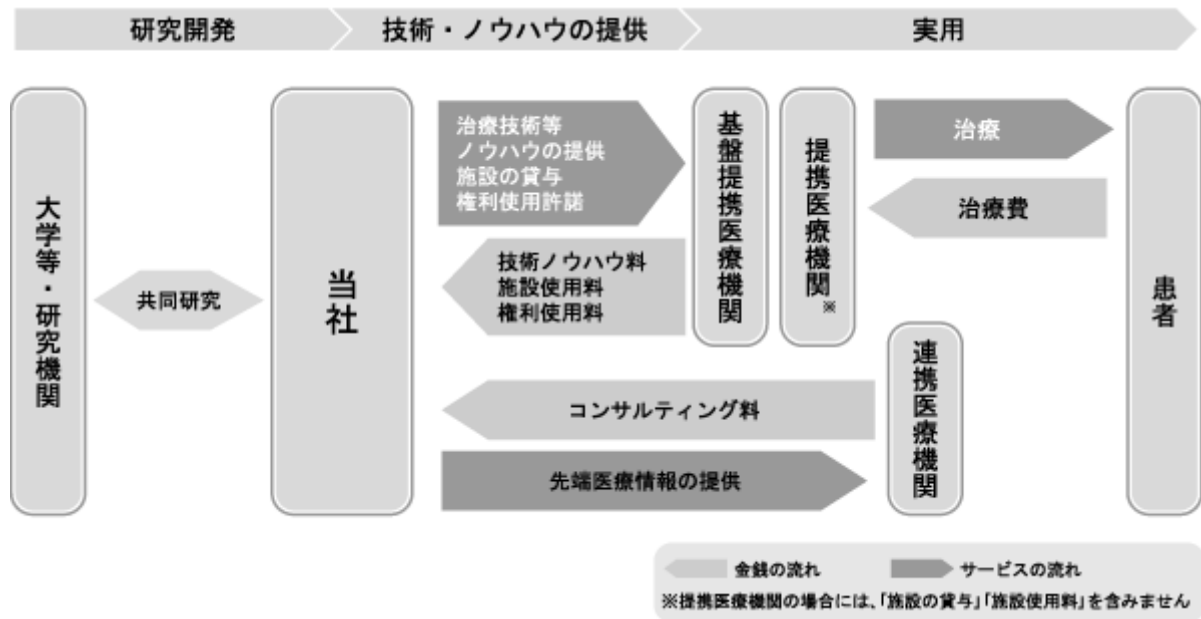 研究開発
技術・ノウハウの提供
実用
大学等・研究機関
共同研究
当社
治療技術等
ノウハウの提供
施設の貸与
権利使用許諾
技術ノウハウ料
施設使用料
権利使用料
基盤提携医療機関
提携医療機関※
治療
治療費
患者
コンサルティング料
先端医療情報の提供
連携医療機関
金銭の流れ
サービスの流れ
※提携医療機関の場合には、「施設の貸与」「施設使用料」を含みません